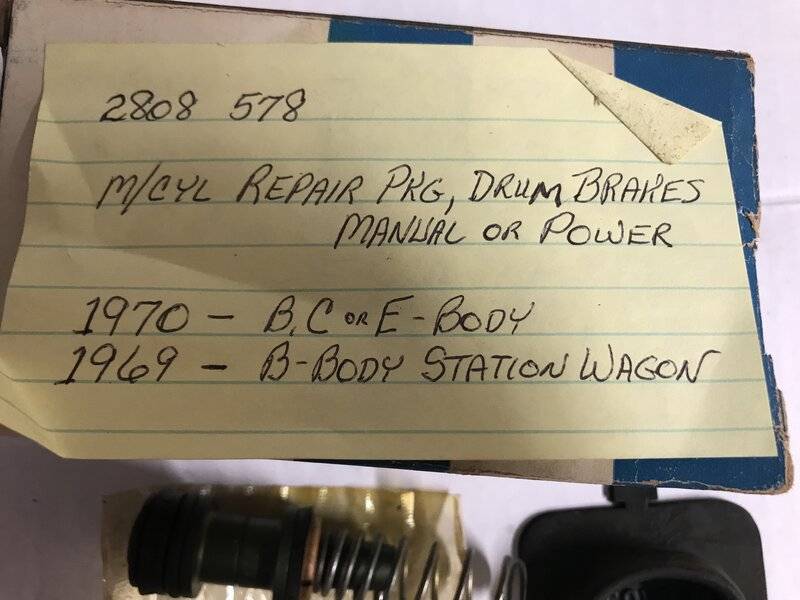 2808 578
M/CYL REPAIR PKG, DRUM BRAKES
MANUAL OR POWER
1970 - B, C OR E-BODY
1969 - B-BODY STATION WAGON